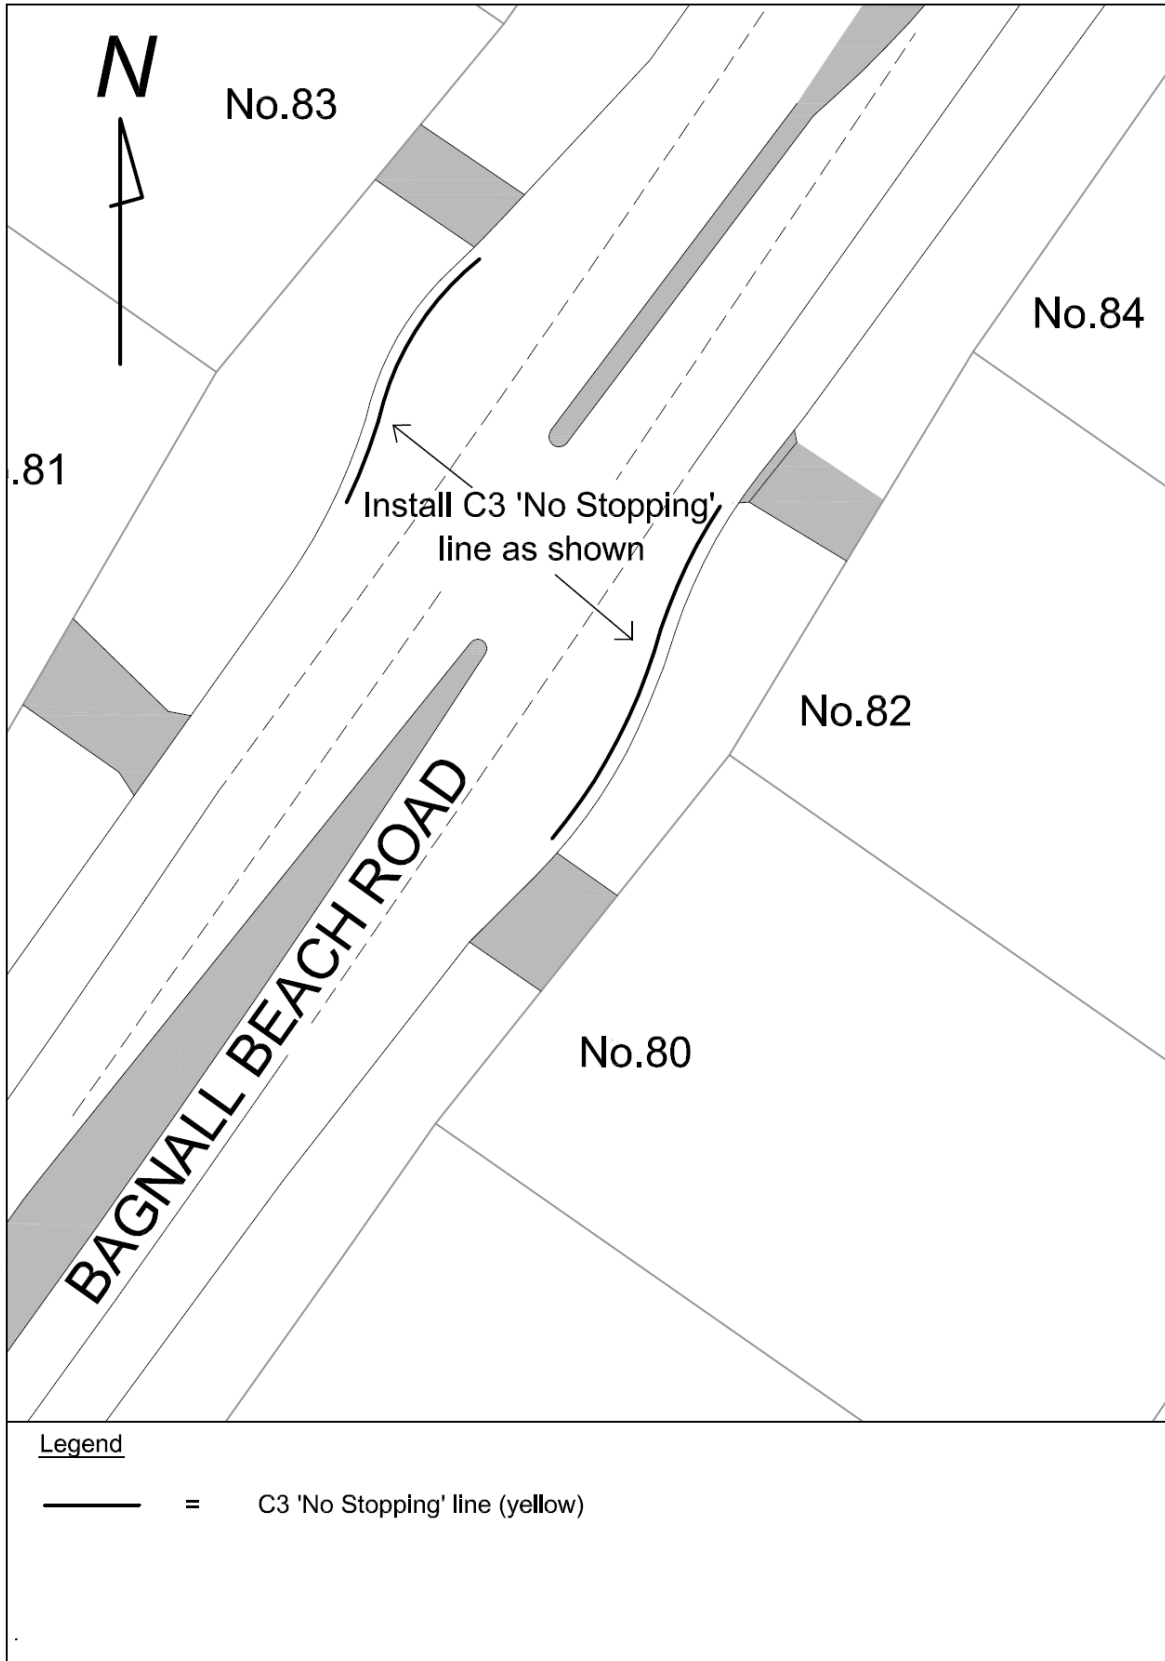 N
No.83
No.84
.81
Install C3 'No Stopping'
line as shown
No.82
BAGNALL BEACH ROAD
No.80
Legend
= C3 'No Stopping' line (yellow)